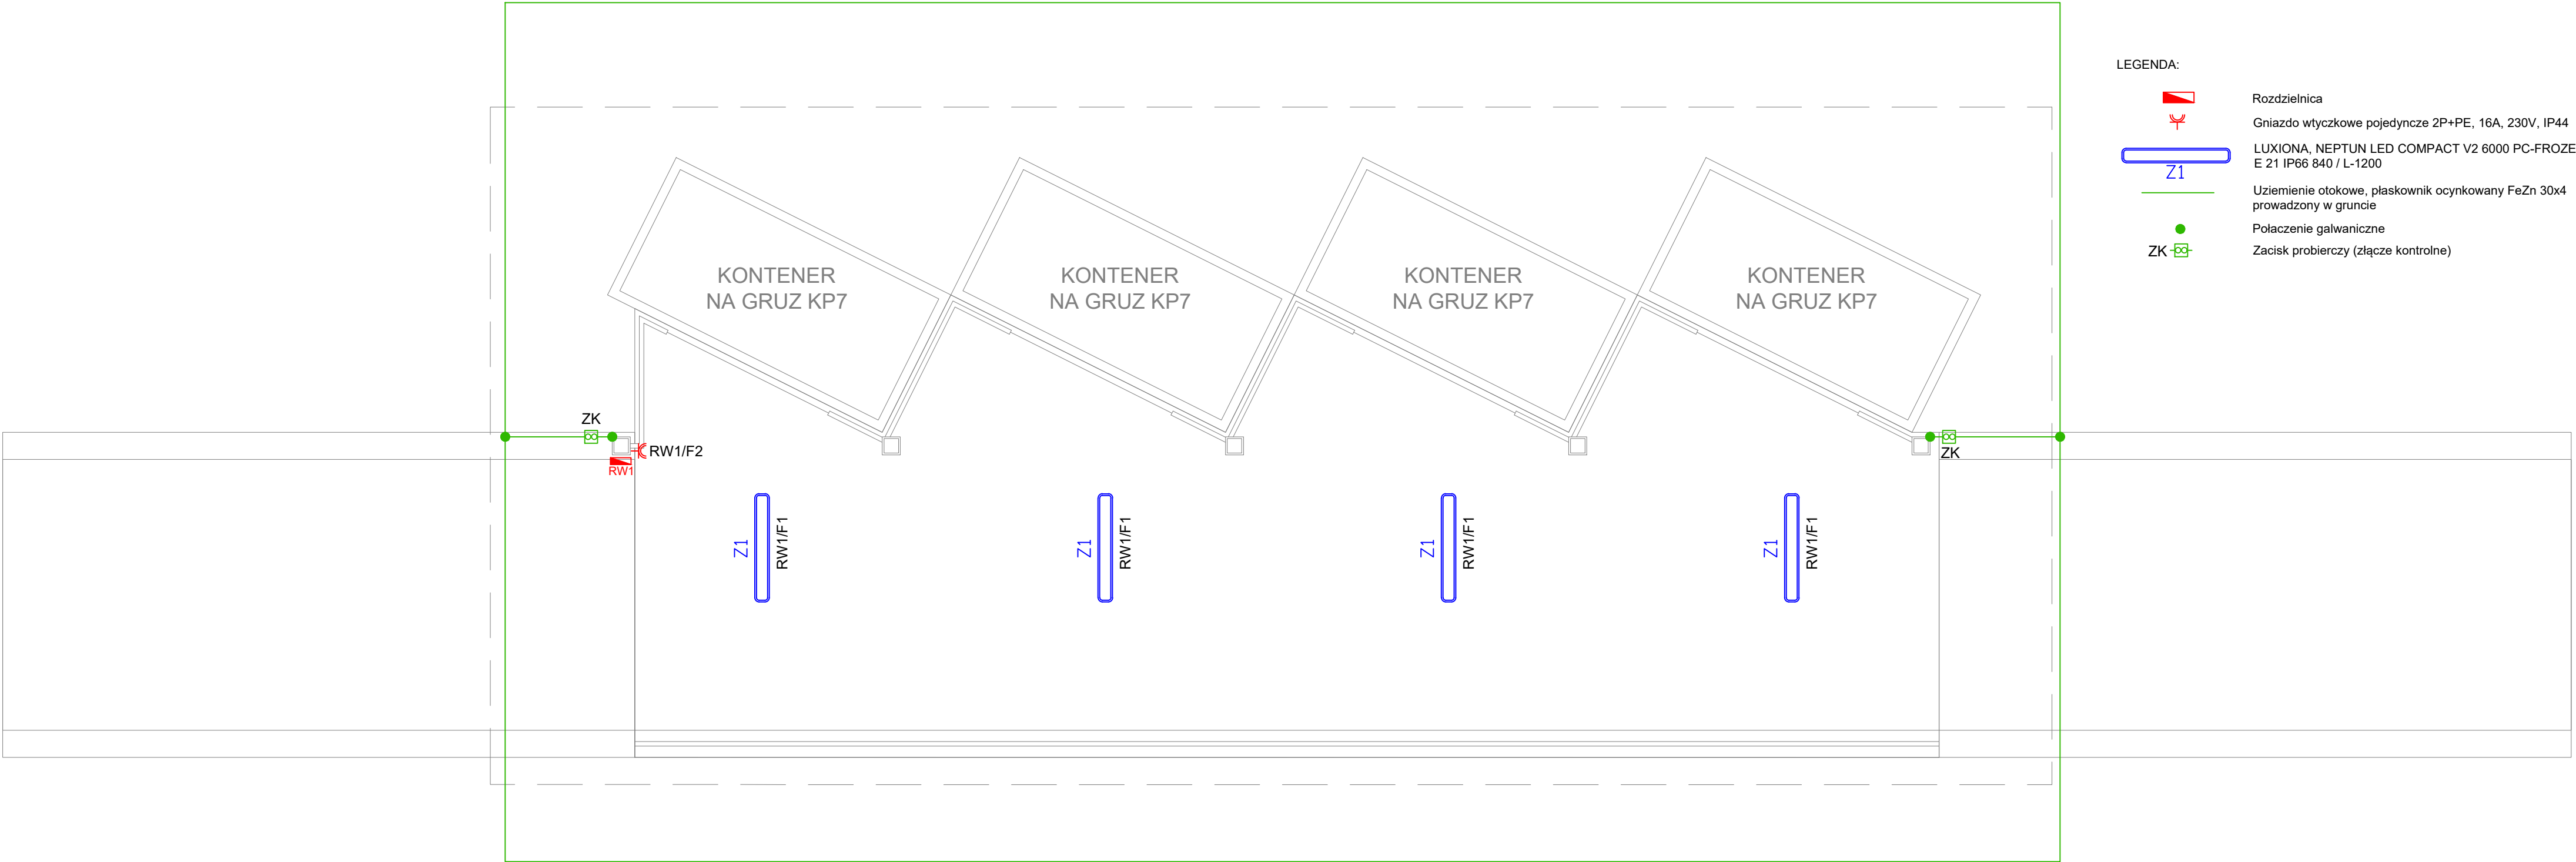 LEGENDA:
Rozdzielnica
Gniazdo wtyczkowe pojedyncze 2P+PE, 16A, 230V, IP44
LUXIONA, NEPTUN LED COMPACT V2 6000 PC-FROZE
E 21 IP66 840 / L-1200
Z1
Uziemienie otokowe, płaskownik ocynkowany FeZn 30x4
prowadzony w gruncie
Połaczenie galwaniczne
ZK
Zacisk probierczy (złącze kontrolne)
KONTENER
NA GRUZ KP7
KONTENER
NA GRUZ KP7
KONTENER
NA GRUZ KP7
KONTENER
NA GRUZ KP7
ZK
RW1/F2
RW1
ZK
Z1
RW1/F1
Z1
RW1/F1
Z1
RW1/F1
Z1
RW1/F1